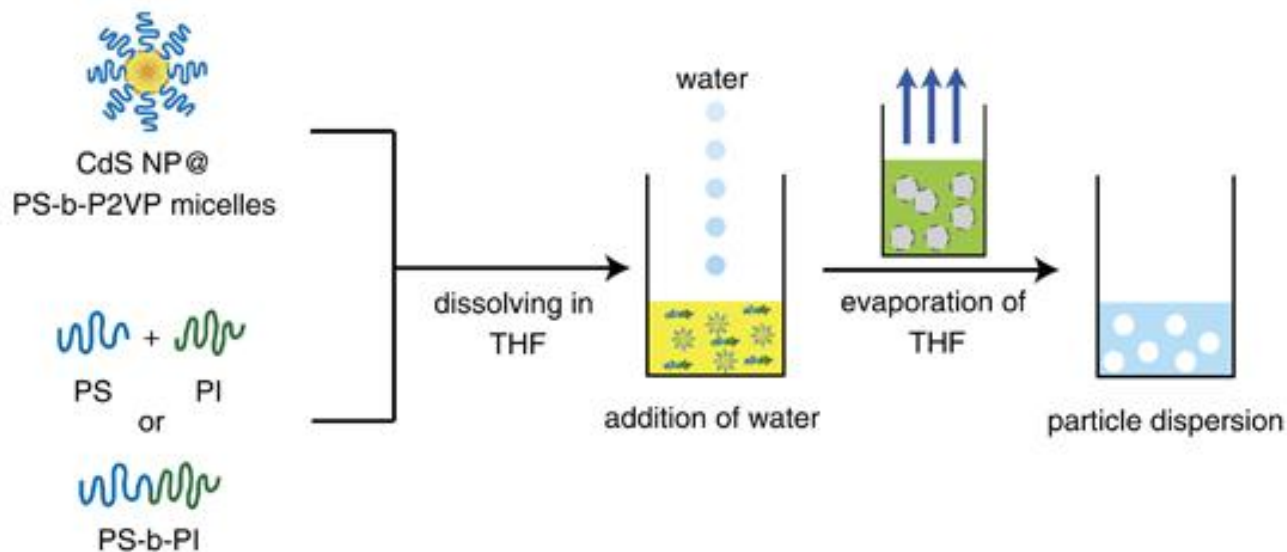 CdS NP@
PS-b-P2VP micelles
PS + PI
or
PS-b-PI
dissolving in
THF
water
addition of water
evaporation of
THF
particle dispersion